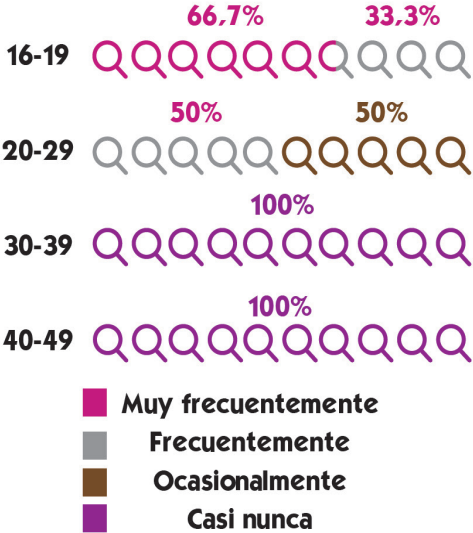 66,7% 33,3%
16-19
50% 50%
20-29
100%
30-39
100%
40-49
Muy frecuentemente
Frecuentemente
Ocasionalmente
Casi nunca